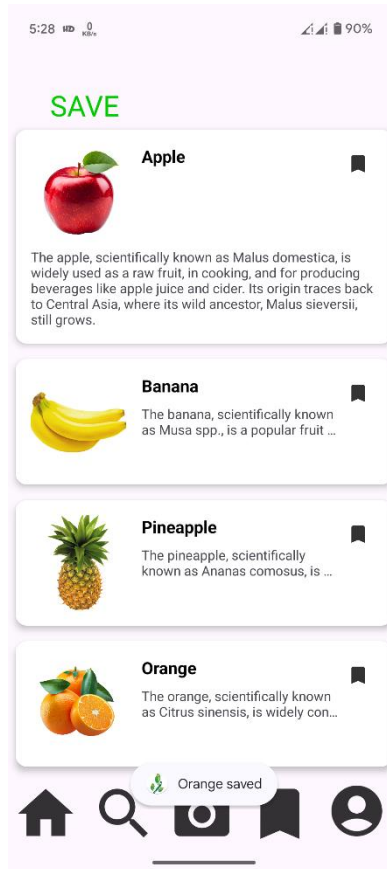 5:28 HD 0
KB/s
90%
SAVE
Apple
The apple, scientifically known as Malus domestica, is
widely used as a raw fruit, in cooking, and for producing
beverages like apple juice and cider. Its origin traces back
to Central Asia, where its wild ancestor, Malus sieversii,
still grows.
Banana
The banana, scientifically known
as Musa spp., is a popular fruit ...
Pineapple
The pineapple, scientifically
known as Ananas comosus, is ...
Orange
The orange, scientifically known
as Citrus sinensis, is widely con...
Orange saved